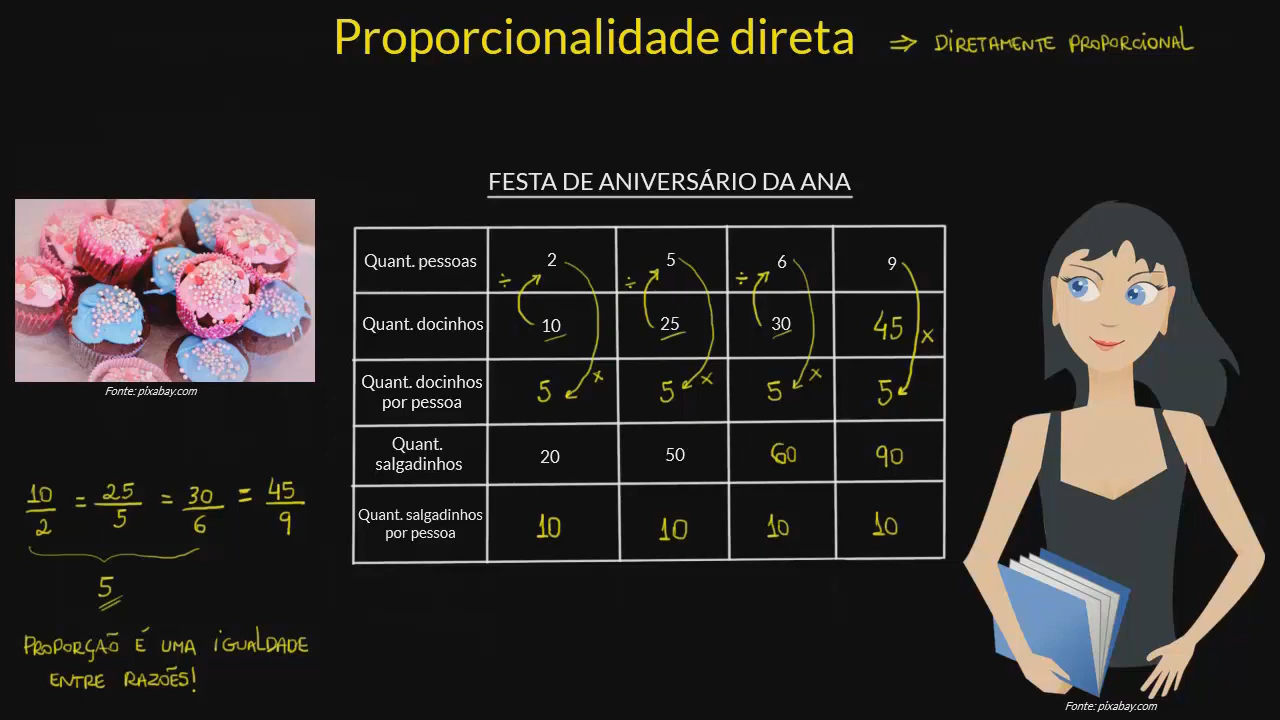 Proporcionalidade direta ⇒ DIRETAMENTE PROPORCIONAL
FESTA DE ANIVERSÁRIO DA ANA
Quant. pessoas 2 5 6 9
÷ ÷ ÷
Quant. docinhos 10 25 30 45
x
Quant. docinhos
por pessoa 5 x 5 x 5 x 5
Quant.
salgadinhos 20 50 60 90
Quant. salgadinhos
por pessoa 10 10 10 10
Fonte: pixabay.com
10/2 = 25/5 = 30/6 = 45/9
5
PROPORÇÃO É UMA IGUALDADE
ENTRE RAZÕES!
Fonte: pixabay.com